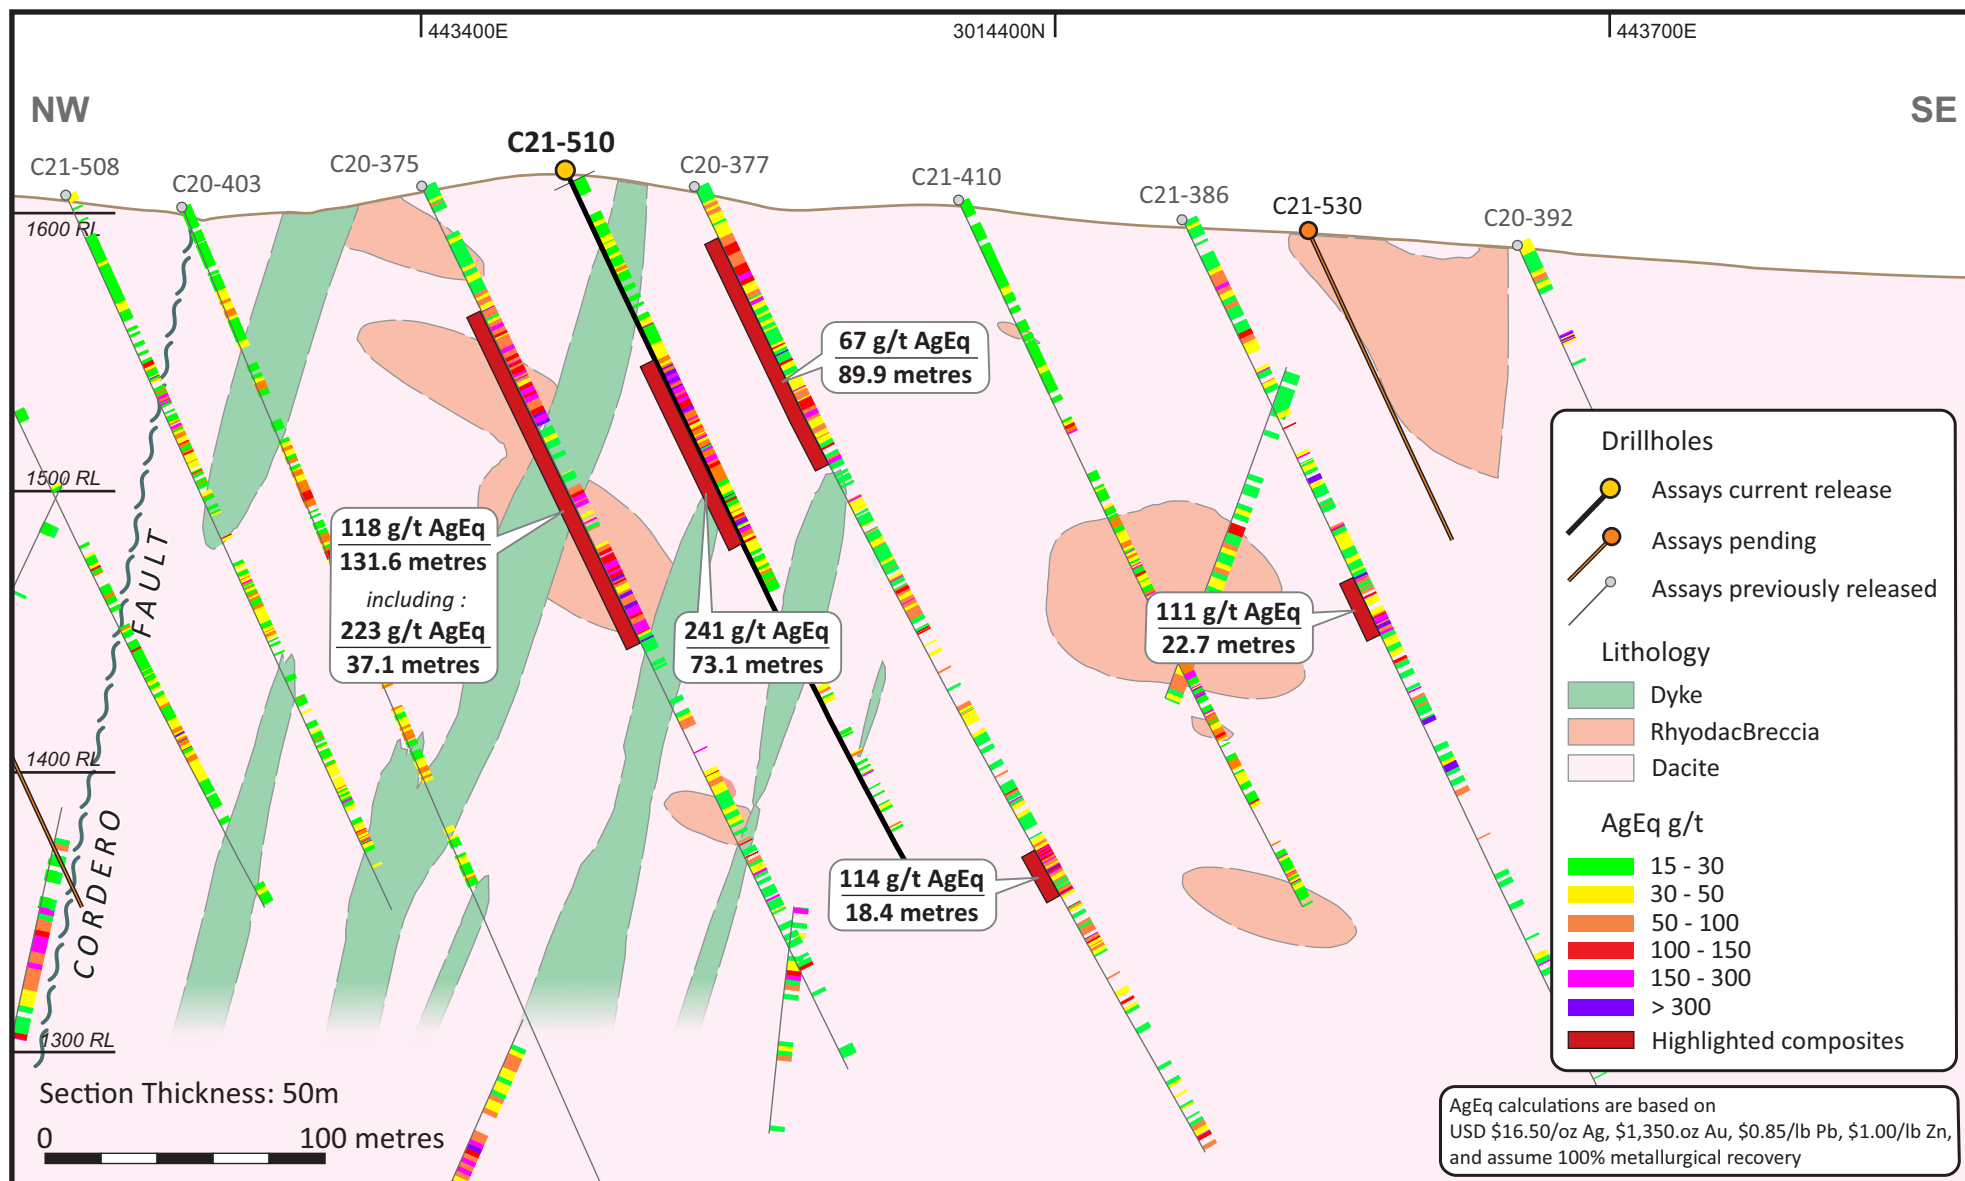 443400E
3014400N
443700E
NW
SE
C21-508
C20-403
C20-375
C21-510
C20-377
C21-410
C21-386
C21-530
C20-392
1600 RL
1500 RL
1400 RL
1300 RL
CORDERO FAULT
67 g/t AgEq
89.9 metres
118 g/t AgEq
131.6 metres
including :
223 g/t AgEq
37.1 metres
241 g/t AgEq
73.1 metres
111 g/t AgEq
22.7 metres
114 g/t AgEq
18.4 metres
Drillholes
Assays current release
Assays pending
Assays previously released
Lithology
Dyke
RhyodacBreccia
Dacite
AgEq g/t
15 - 30
30 - 50
50 - 100
100 - 150
150 - 300
> 300
Highlighted composites
Section Thickness: 50m
0 100 metres
AgEq calculations are based on
USD $16.50/oz Ag, $1,350.oz Au, $0.85/lb Pb, $1.00/lb Zn,
and assume 100% metallurgical recovery